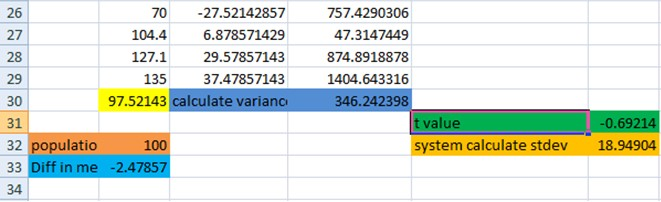 26 70 -27.52142857 757.4290306
27 104.4 6.878571429 47.3147449
28 127.1 29.57857143 874.8918878
29 135 37.47857143 1404.643316
30 97.52143 calculate varianc 346.242398
31 t value -0.69214
32 populatio 100 system calculate stdev 18.94904
33 Diff in me -2.47857
34